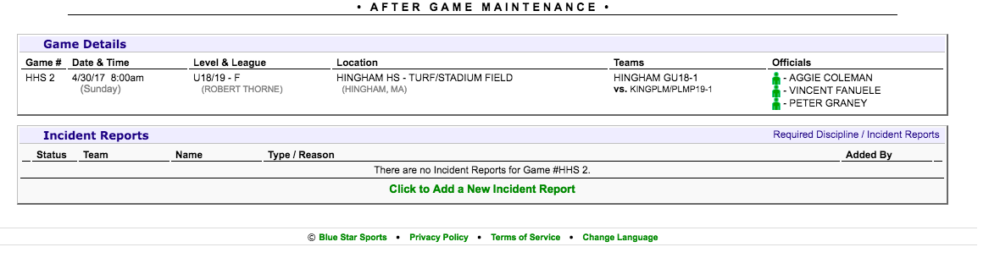 • AFTER GAME MAINTENANCE •
Game Details
Game # Date & Time Level & League Location Teams Officials
HHS 2 4/30/17 8:00am U18/19 - F HINGHAM HS - TURF/STADIUM FIELD HINGHAM GU18-1 - AGGIE COLEMAN
(Sunday) (ROBERT THORNE) (HINGHAM, MA) vs. KINGPLM/PLMP19-1 - VINCENT FANUELE
- PETER GRANEY
Incident Reports Required Discipline / Incident Reports
Status Team Name Type / Reason Added By
There are no Incident Reports for Game #HHS 2.
Click to Add a New Incident Report
© Blue Star Sports • Privacy Policy • Terms of Service • Change Language